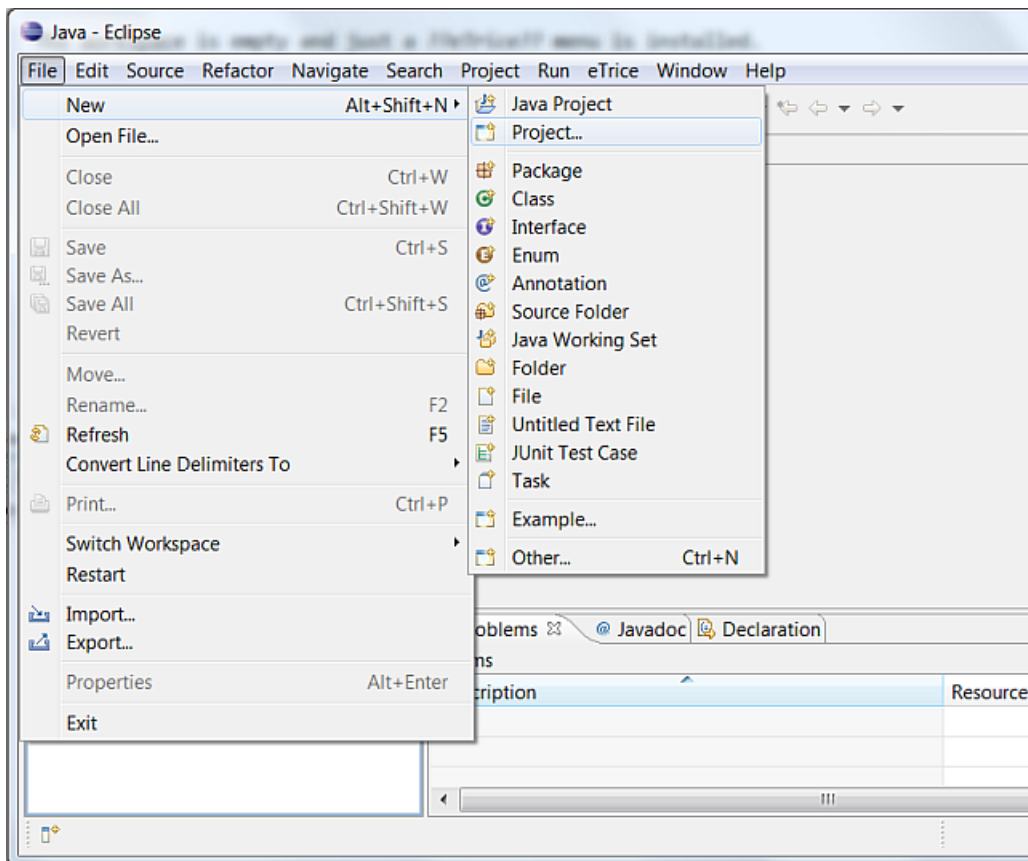 Java - Eclipse
File Edit Source Refactor Navigate Search Project Run eTrice Window Help
New Alt+Shift+N
Open File...
Close Ctrl+W
Close All Ctrl+Shift+W
Save Ctrl+S
Save As...
Save All Ctrl+Shift+S
Revert
Move...
Rename... F2
Refresh F5
Convert Line Delimiters To
Print... Ctrl+P
Switch Workspace
Restart
Import...
Export...
Properties Alt+Enter
Exit
Java Project
Project...
Package
Class
Interface
Enum
Annotation
Source Folder
Java Working Set
Folder
File
Untitled Text File
JUnit Test Case
Task
Example...
Other... Ctrl+N
oblems Javadoc Declaration
ms
cription Resource